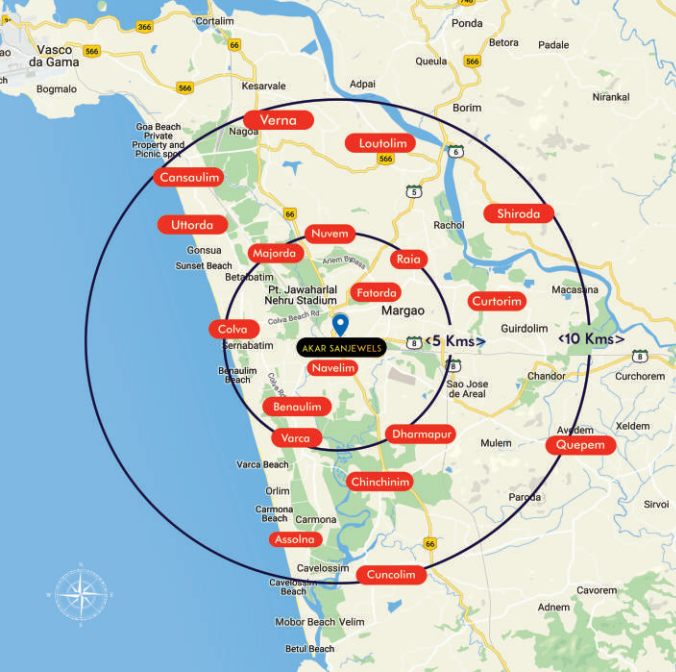 Cortalim
366
Ponda
66
Betora
Padale
Vasco
da Gama
566
Queula
566
ao
Bogmalo
566
Kesarvale
Adpai
Nirankal
ch
Borim
Verna
Goa Beach
Private
Property and
Picnic spot
Nagoa
Loutolim
566
6
Cansaulim
5
66
Shiroda
Uttorda
Rachol
Nuvem
Gonsua
Majorda
Raia
Sunset Beach
Arlem Bypass
Betalbatim
Pt. Jawaharlal
Nehru Stadium
Fatorda
Macasana
Curtorim
Margao
Colva Beach Rd
Colva
Guirdolim
Sernabatim
AKAR SANJEWELS
8
<5 Kms>
<10 Kms>
8
8
Navelim
Benaulim
Beach
Chandor
Curchorem
Sao Jose
de Areal
Benaulim
Varca
Dharmapur
Avedem
Xeldem
Mulem
Quepem
Varca Beach
Chinchinim
Orlim
Paroda
Sirvoi
Carmona
Beach
Carmona
Assolna
66
Cavelossim
Cuncolim
Cavelossim
Beach
Cavorem
N
W
E
S
Adnem
Mobor Beach
Velim
Betul Beach